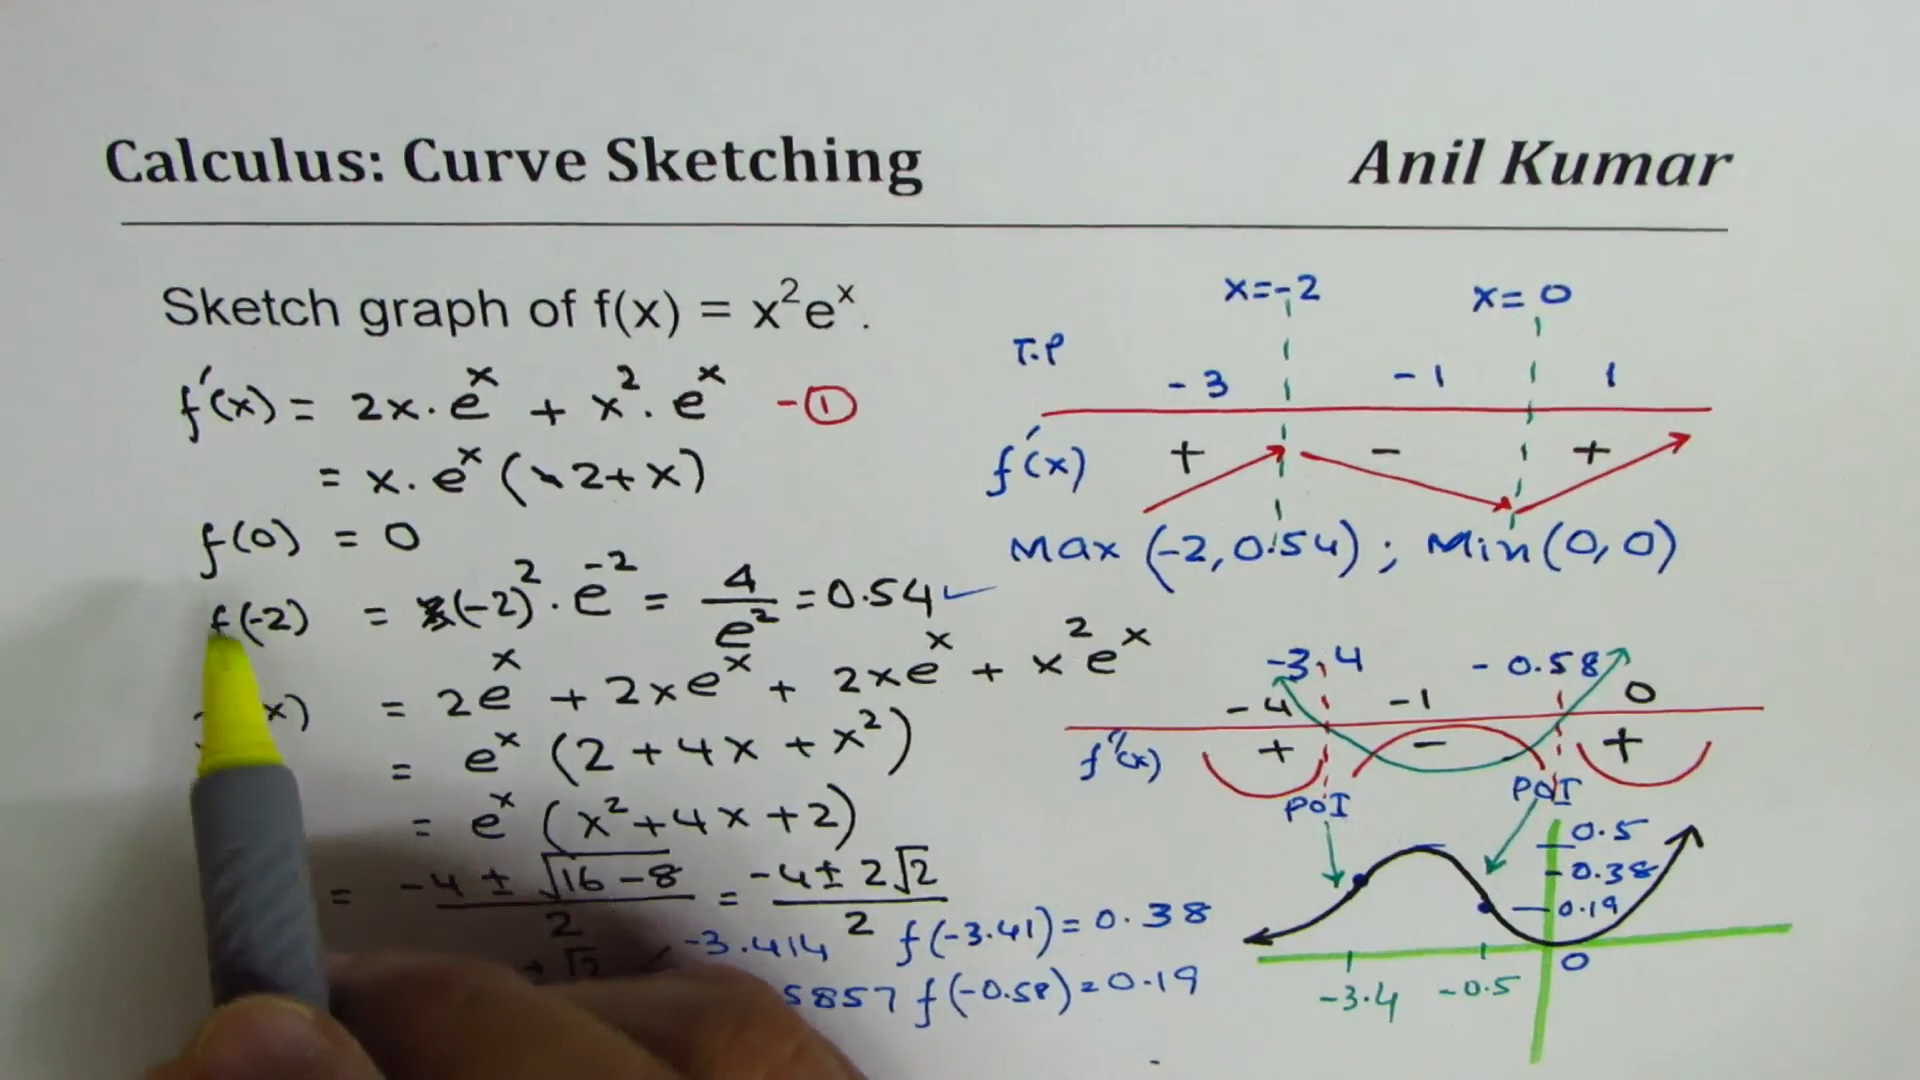 Calculus: Curve Sketching
Anil Kumar
Sketch graph of f(x) = x²eˣ.
f'(x) = 2x·eˣ + x²·eˣ -①
= x·eˣ(2+x)
f(0) = 0
f(-2) = (-2)²·e⁻² = 4/e² = 0.54 ✓
x) = 2eˣ + 2xeˣ + 2xeˣ + x²eˣ
= eˣ(2+4x+x²)
= eˣ(x²+4x+2)
= (-4±√(16-8))/2 = (-4±2√2)/2
-3.414 f(-3.41)=0.38
5857 f(-0.58)=0.19
x=-2 x=0
T.P -3 -1 1
f'(x) + - +
Max (-2,0.54); Min(0,0)
-3.4 -0.58
-4 -1 0
f"(x) + - +
POI POI
0.5
0.38
0.19
0
-3.4 -0.5